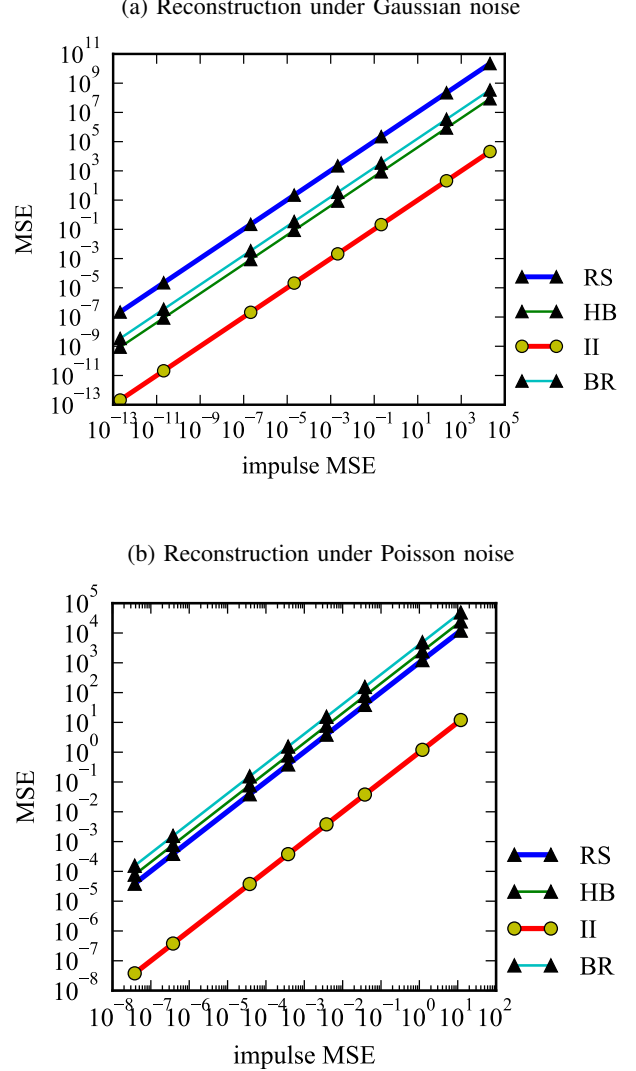 (a) Reconstruction under Gaussian noise
10^11
10^9
10^7
10^5
10^3
10^1
10^-1
10^-3
10^-5
10^-7
10^-9
10^-11
10^-13
MSE
10^-13 10^-11 10^-9 10^-7 10^-5 10^-3 10^-1 10^1 10^3 10^5
impulse MSE
RS
HB
II
BR
(b) Reconstruction under Poisson noise
10^5
10^4
10^3
10^2
10^1
10^0
10^-1
10^-2
10^-3
10^-4
10^-5
10^-6
10^-7
10^-8
MSE
10^-8 10^-7 10^-6 10^-5 10^-4 10^-3 10^-2 10^-1 10^0 10^1 10^2
impulse MSE
RS
HB
II
BR